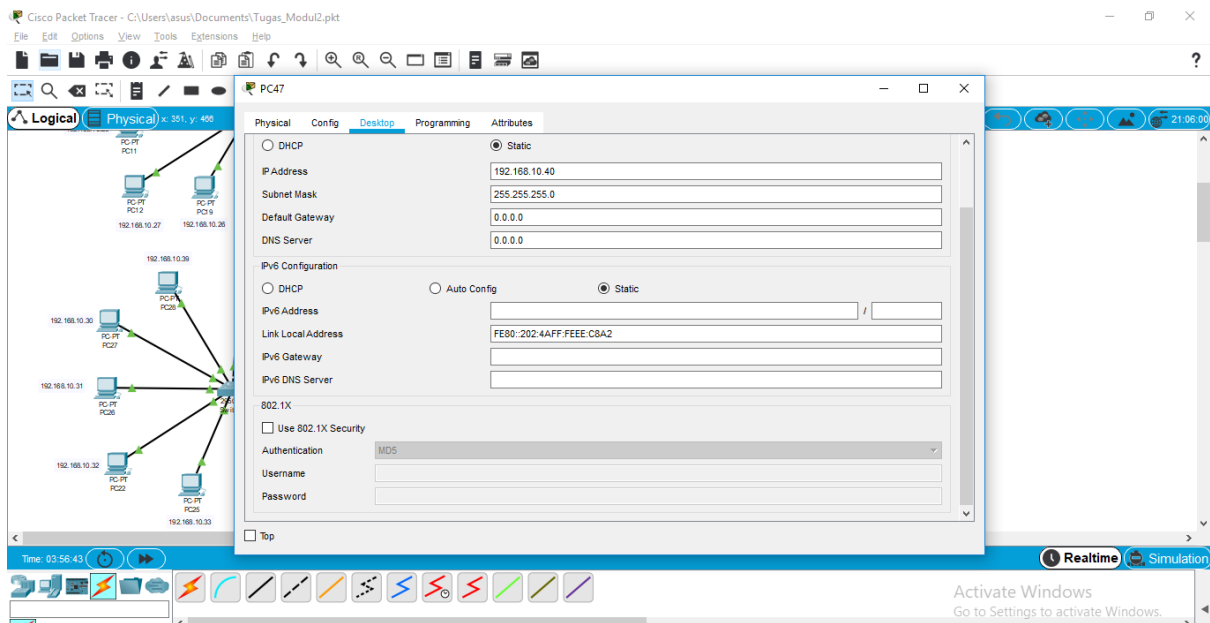 Cisco Packet Tracer - C:\Users\asus\Documents\Tugas_Modul2.pkt
File Edit Options View Tools Extensions Help
?
PC47
Logical Physical x: 351, y: 466
21:06:00
Physical Config Desktop Programming Attributes
DHCP Static
IP Address 192.168.10.40
Subnet Mask 255.255.255.0
Default Gateway 0.0.0.0
DNS Server 0.0.0.0
IPv6 Configuration
DHCP Auto Config Static
IPv6 Address /
Link Local Address FE80::202:4AFF:FEEE:C8A2
IPv6 Gateway
IPv6 DNS Server
802.1X
Use 802.1X Security
Authentication MD5
Username
Password
Top
PC-PT
PC11
PC-PT
PC12
192.168.10.27
PC-PT
PC19
192.168.10.26
192.168.10.39
PC-PT
PC28
192.168.10.30
PC-PT
PC27
192.168.10.31
PC-PT
PC26
192.168.10.32
PC-PT
PC22
PC-PT
PC25
192.168.10.33
Time: 03:56:43
Realtime Simulation
Activate Windows
Go to Settings to activate Windows.